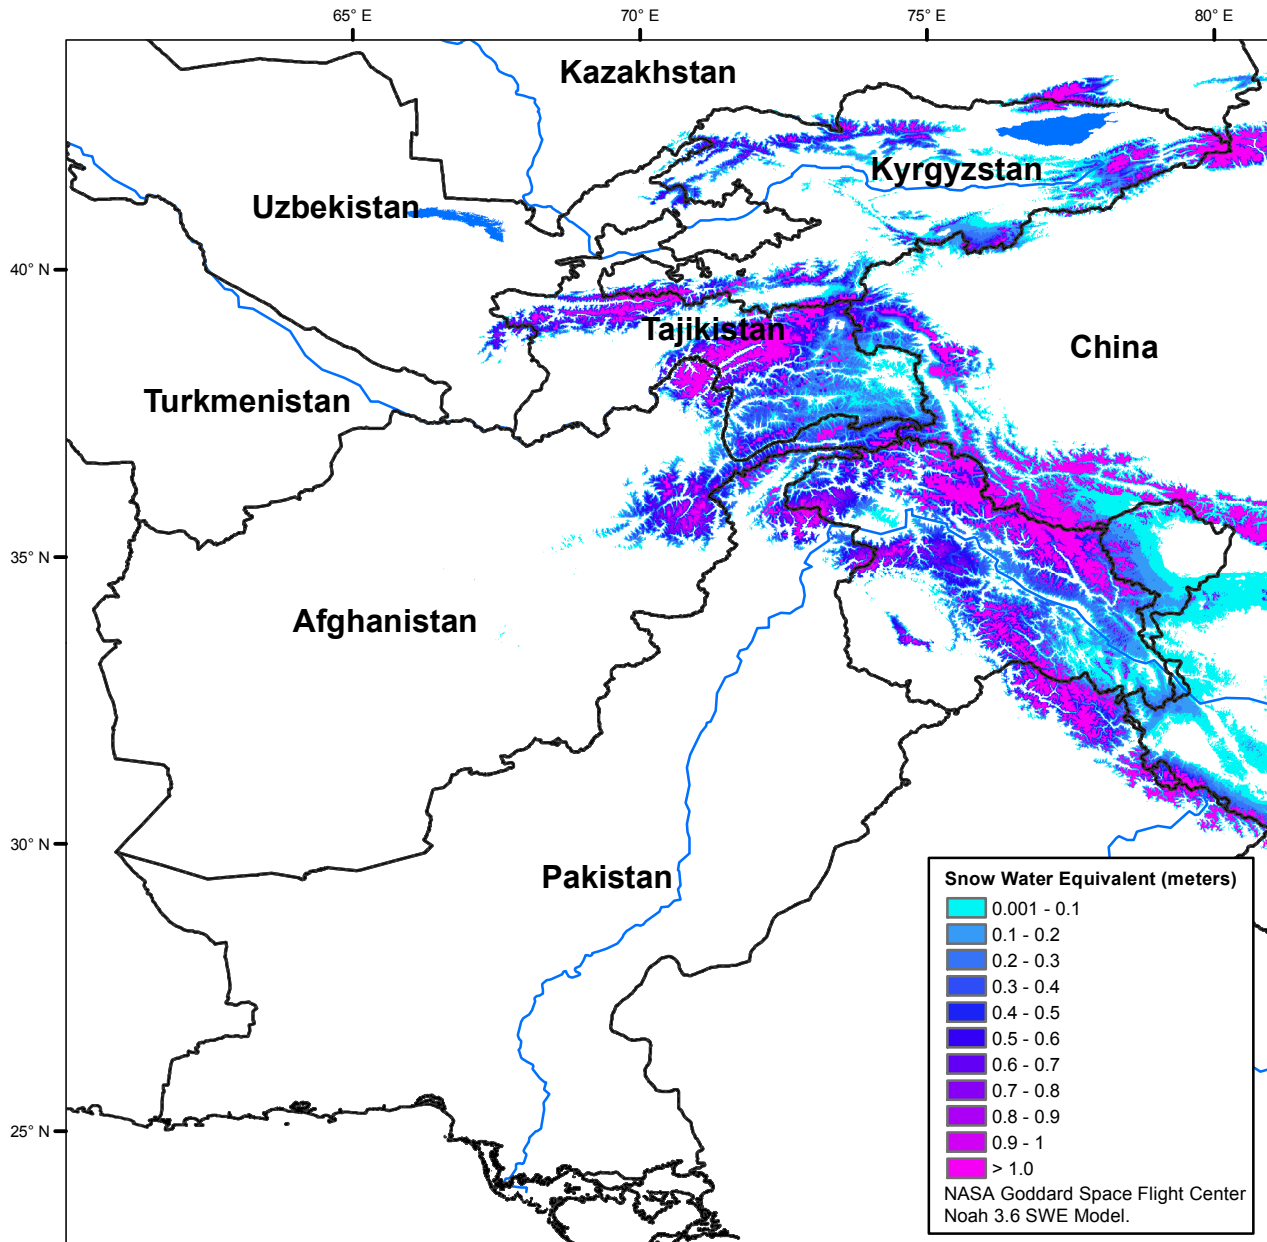 65° E
70° E
75° E
80° E
Kazakhstan
Kyrgyzstan
Uzbekistan
40° N
Tajikistan
China
Turkmenistan
35° N
Afghanistan
30° N
Pakistan
25° N
Snow Water Equivalent (meters)
0.001 - 0.1
0.1 - 0.2
0.2 - 0.3
0.3 - 0.4
0.4 - 0.5
0.5 - 0.6
0.6 - 0.7
0.7 - 0.8
0.8 - 0.9
0.9 - 1
> 1.0
NASA Goddard Space Flight Center
Noah 3.6 SWE Model.